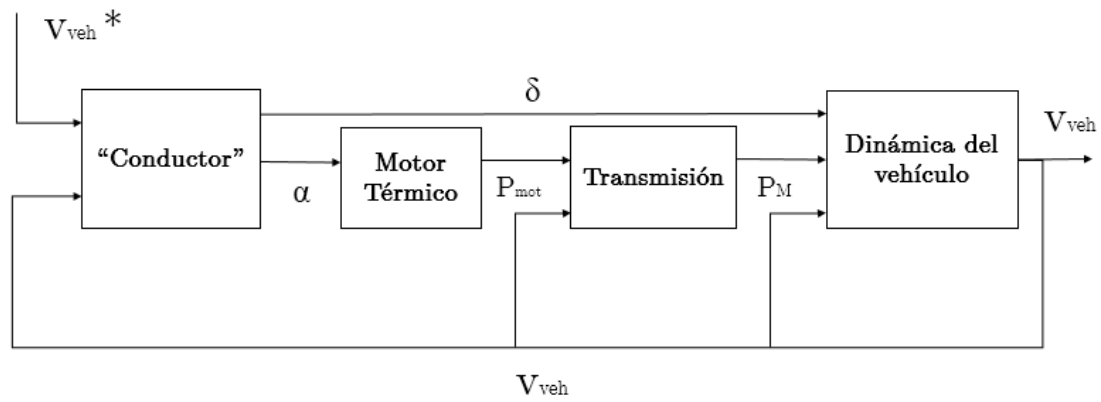 Vveh *
δ
Vveh
“Conductor”
Motor
Térmico
Transmisión
Dinámica del
vehículo
α
Pmot
PM
Vveh